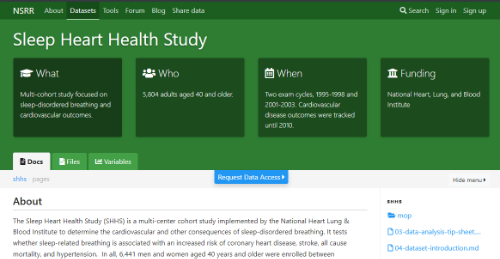 NSRR About Datasets Tools Forum Blog Share data Search Sign in Sign up
Sleep Heart Health Study
What
Multi-cohort study focused on
sleep-disordered breathing and
cardiovascular outcomes.
Who
5,804 adults aged 40 and older.
When
Two exam cycles, 1995-1998 and
2001-2003. Cardiovascular
disease outcomes were tracked
until 2010.
Funding
National Heart, Lung, and Blood
Institute
Docs Files Variables
shhs · pages
Request Data Access
Hide menu
About
The Sleep Heart Health Study (SHHS) is a multi-center cohort study implemented by the National Heart Lung &
Blood Institute to determine the cardiovascular and other consequences of sleep-disordered breathing. It tests
whether sleep-related breathing is associated with an increased risk of coronary heart disease, stroke, all cause
mortality, and hypertension. In all, 6,441 men and women aged 40 years and older were enrolled between
SHHS
mop
03-data-analysis-tip-sheet...
04-dataset-introduction.md